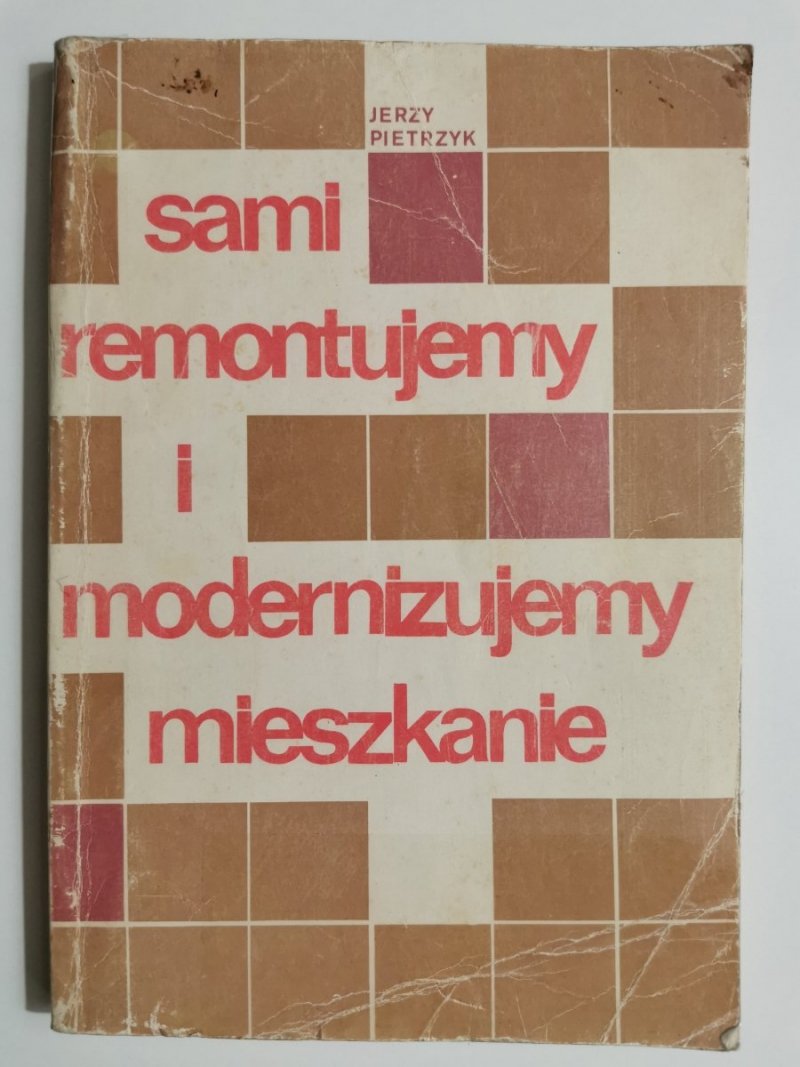 JERZY
PIETRZYK
sami
remontujemy
i
modernizujemy
mieszkanie